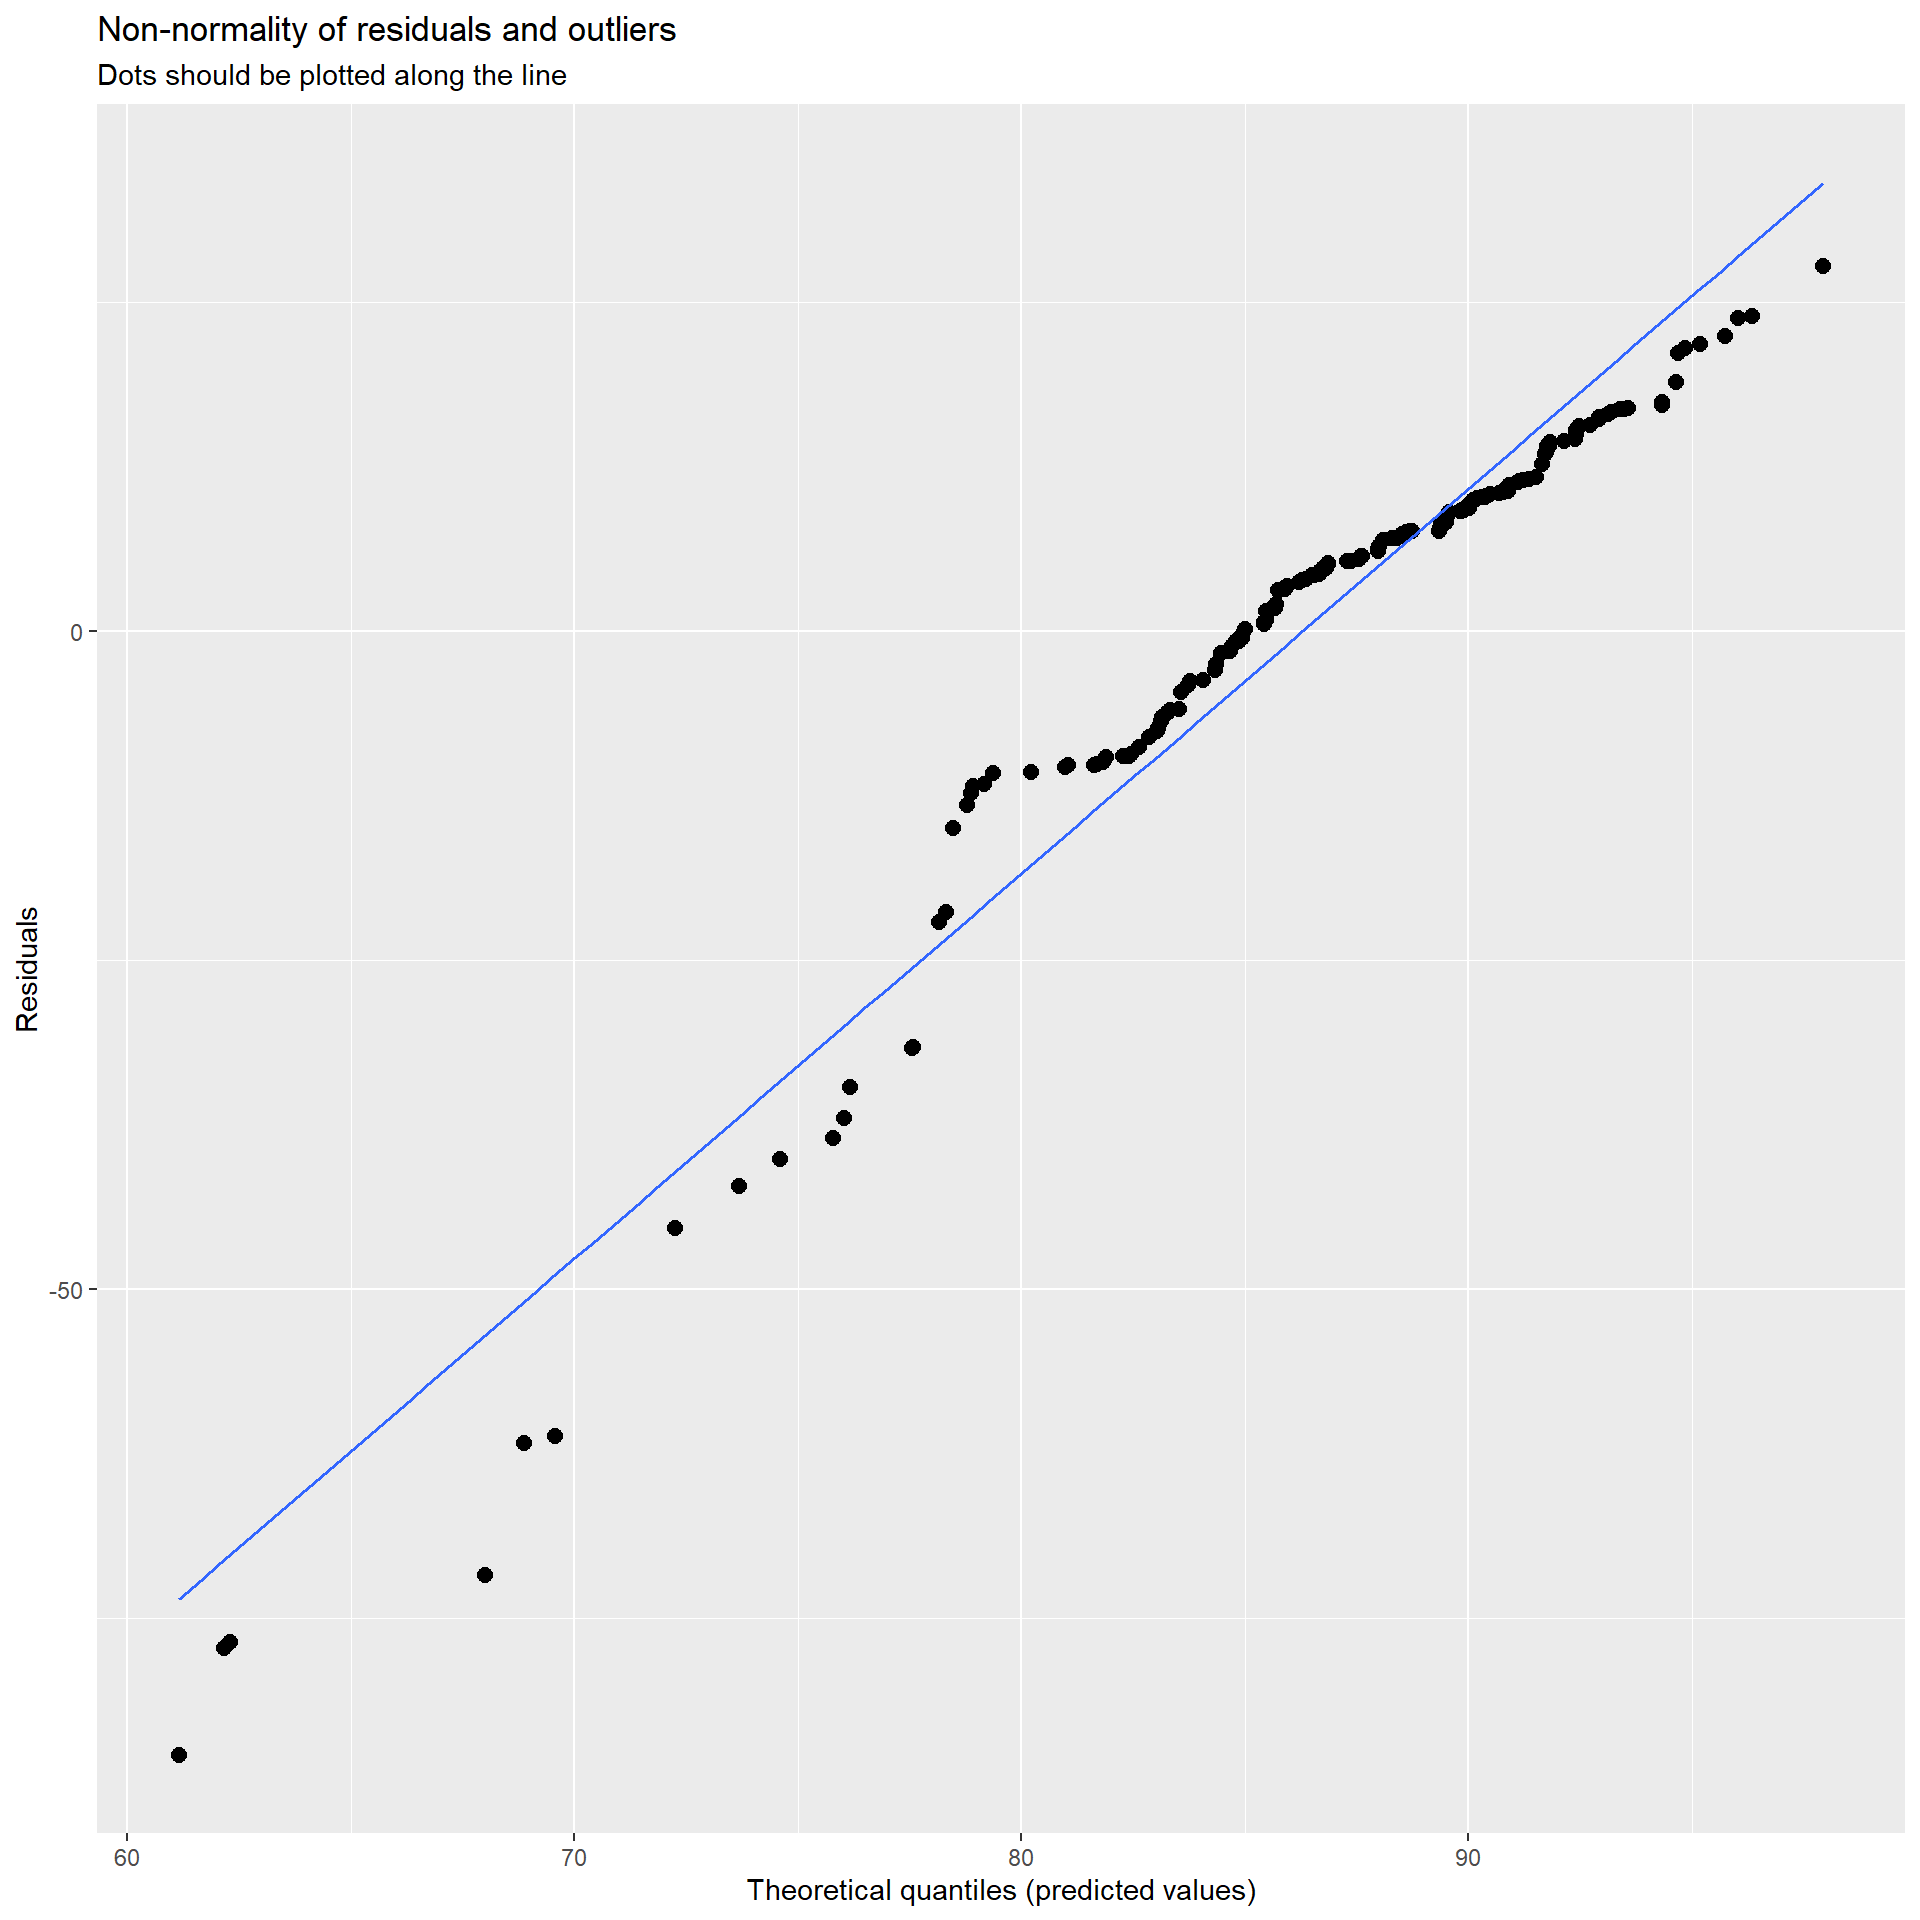 Non-normality of residuals and outliers
Dots should be plotted along the line
Residuals
0
-50
60 70 80 90
Theoretical quantiles (predicted values)